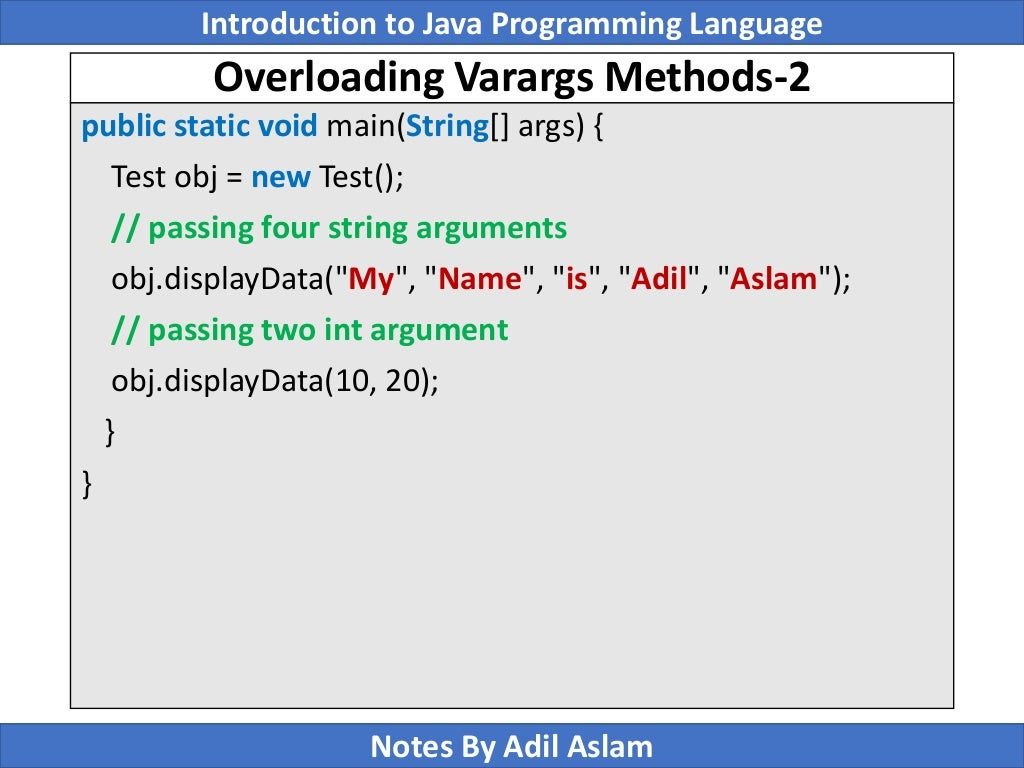 Introduction to Java Programming Language
Overloading Varargs Methods-2
public static void main(String[] args) {
Test obj = new Test();
// passing four string arguments
obj.displayData("My", "Name", "is", "Adil", "Aslam");
// passing two int argument
obj.displayData(10, 20);
}
}
Notes By Adil Aslam